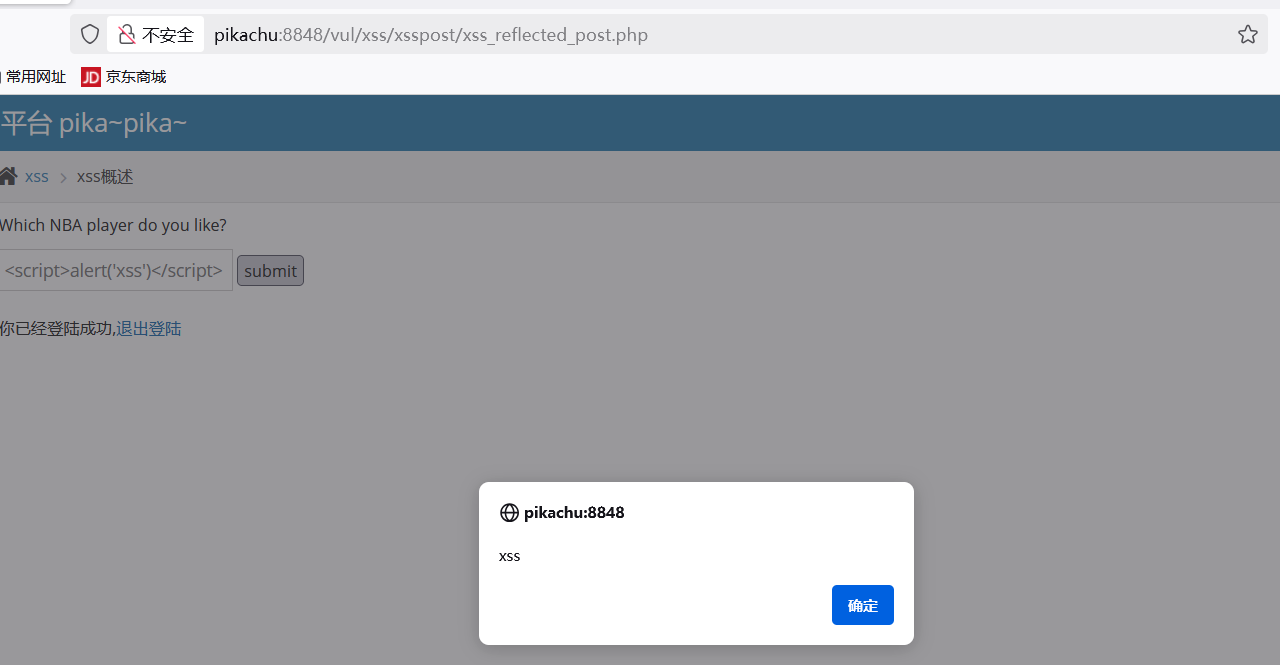 不安全 pikachu:8848/vul/xss/xsspost/xss_reflected_post.php
常用网址 JD 京东商城
平台 pika~pika~
xss > xss概述
Which NBA player do you like?
<script>alert('xss')</script> submit
你已经登陆成功,退出登陆
pikachu:8848
xss
确定